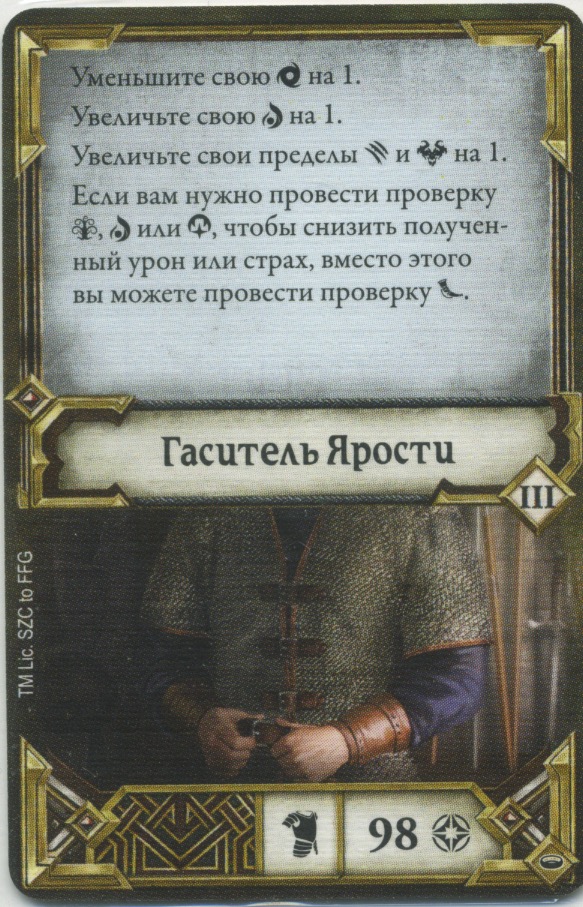 Уменьшите свою на 1.
Увеличьте свою на 1.
Увеличьте свои пределы и на 1.
Если вам нужно провести проверку
, или , чтобы снизить получен-
ный урон или страх, вместо этого
вы можете провести проверку .
Гаситель Ярости
III
TM Lic. SZC to FFG
98